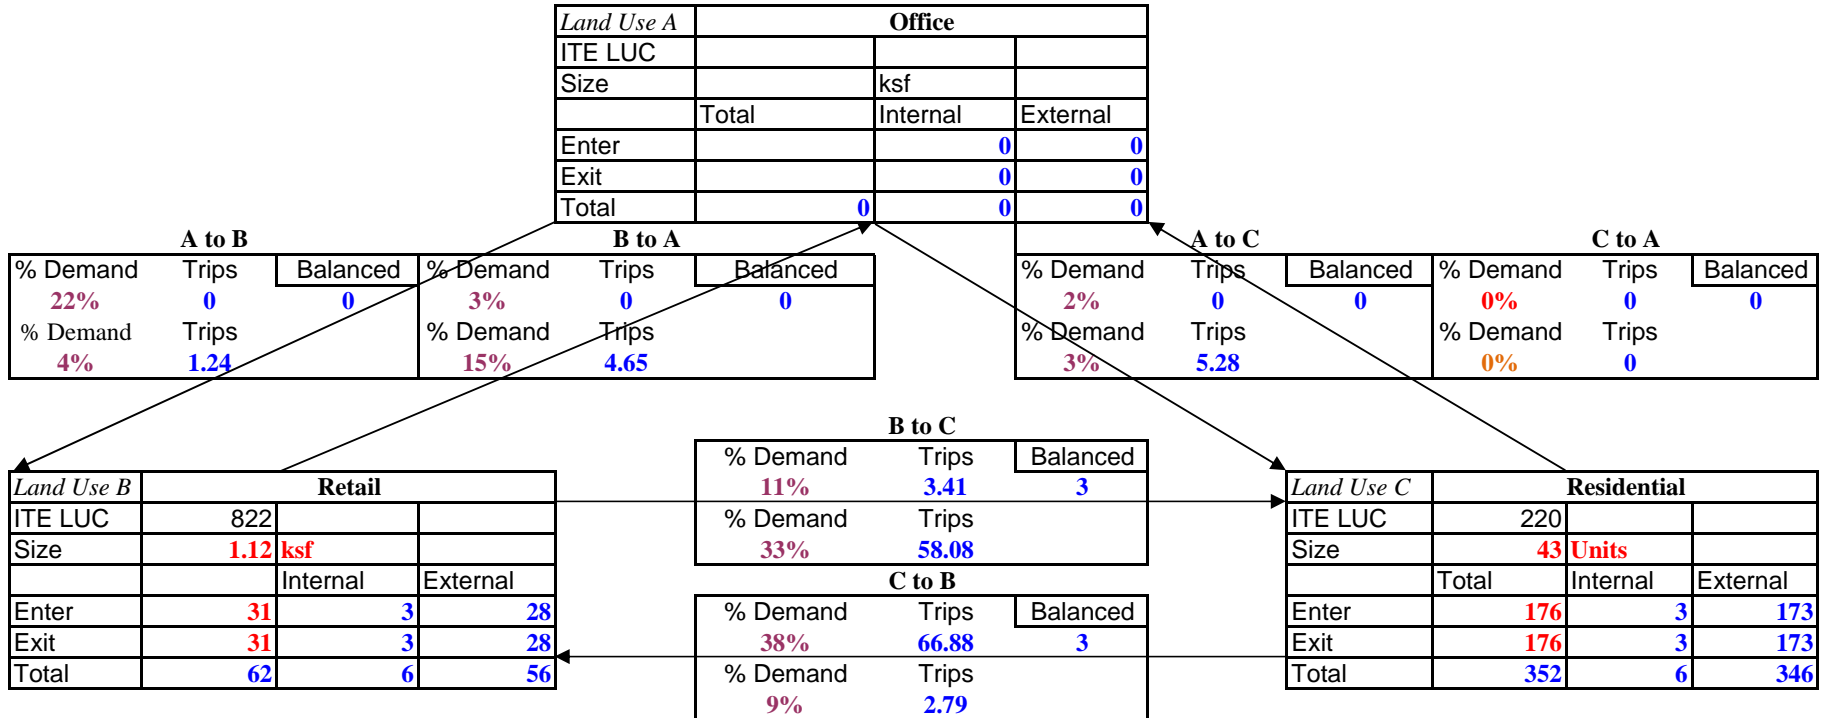 Land Use A Office
ITE LUC
Size ksf
Total Internal External
Enter 0 0
Exit 0 0
Total 0 0 0
A to B B to A A to C C to A
% Demand Trips Balanced % Demand Trips Balanced % Demand Trips Balanced % Demand Trips Balanced
22% 0 0 3% 0 0 2% 0 0 0% 0 0
% Demand Trips % Demand Trips % Demand Trips % Demand Trips
4% 1.24 15% 4.65 3% 5.28 0% 0
B to C
% Demand Trips Balanced
11% 3.41 3
% Demand Trips
33% 58.08
C to B
% Demand Trips Balanced
38% 66.88 3
% Demand Trips
9% 2.79
Land Use B Retail
ITE LUC 822
Size 1.12 ksf
Internal External
Enter 31 3 28
Exit 31 3 28
Total 62 6 56
Land Use C Residential
ITE LUC 220
Size 43 Units
Total Internal External
Enter 176 3 173
Exit 176 3 173
Total 352 6 346